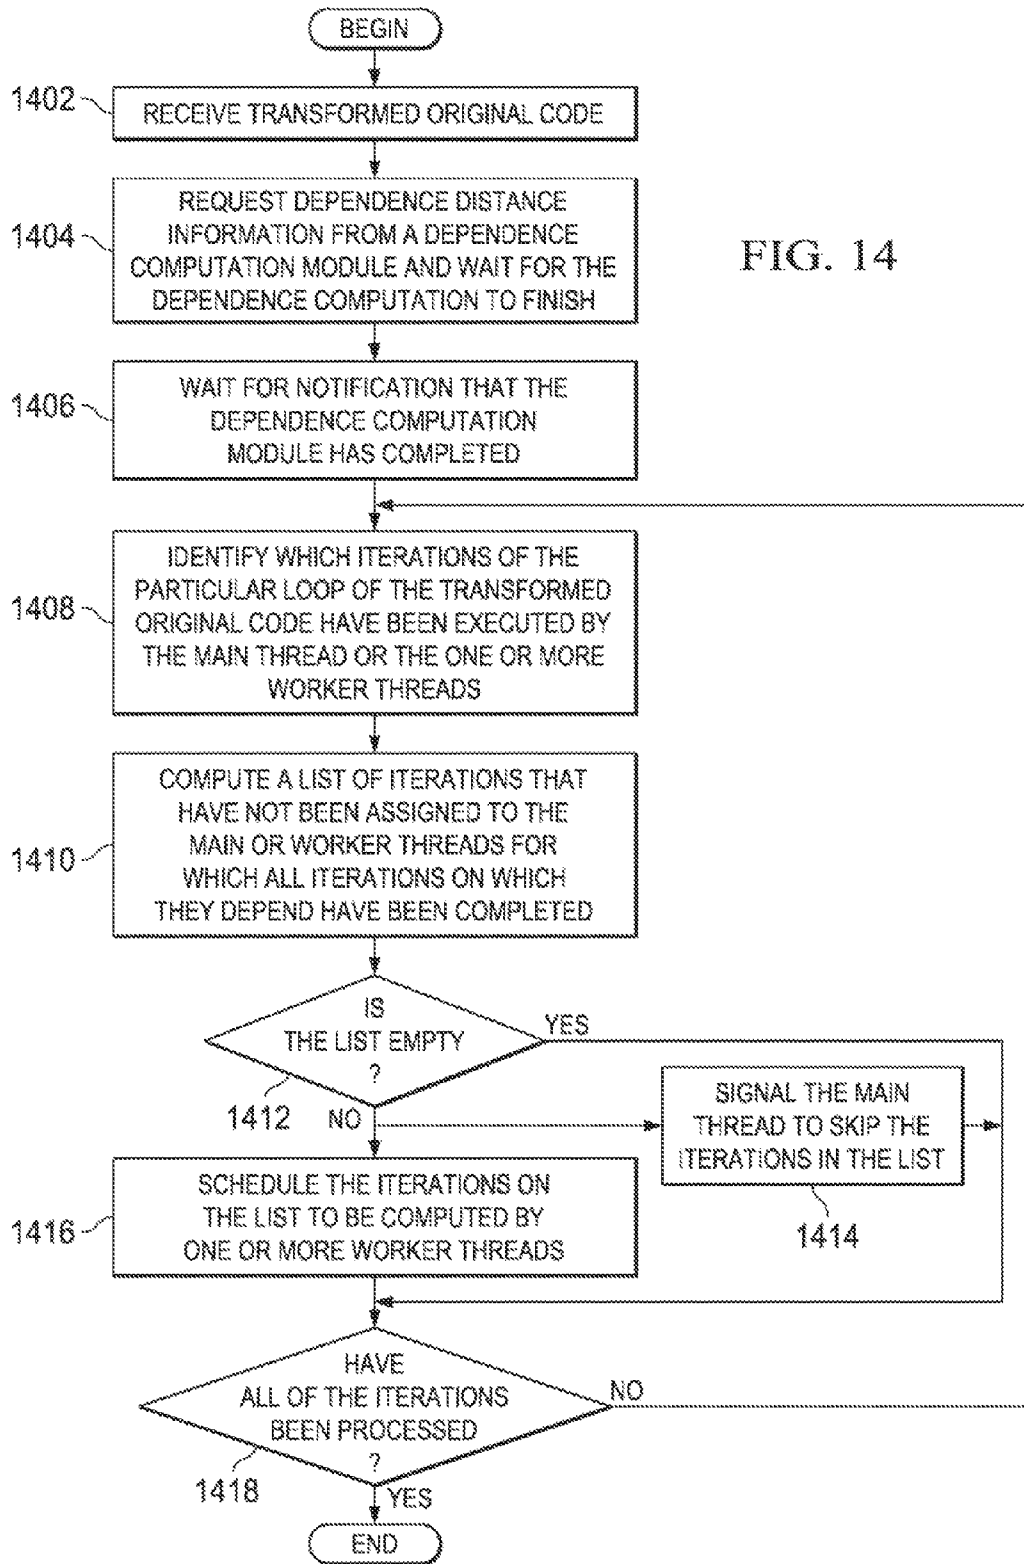 BEGIN
1402
RECEIVE TRANSFORMED ORIGINAL CODE
1404
REQUEST DEPENDENCE DISTANCE
INFORMATION FROM A DEPENDENCE
COMPUTATION MODULE AND WAIT FOR THE
DEPENDENCE COMPUTATION TO FINISH
FIG. 14
1406
WAIT FOR NOTIFICATION THAT THE
DEPENDENCE COMPUTATION
MODULE HAS COMPLETED
1408
IDENTIFY WHICH ITERATIONS OF THE
PARTICULAR LOOP OF THE TRANSFORMED
ORIGINAL CODE HAVE BEEN EXECUTED BY
THE MAIN THREAD OR THE ONE OR MORE
WORKER THREADS
1410
COMPUTE A LIST OF ITERATIONS THAT
HAVE NOT BEEN ASSIGNED TO THE
MAIN OR WORKER THREADS FOR
WHICH ALL ITERATIONS ON WHICH
THEY DEPEND HAVE BEEN COMPLETED
IS
THE LIST EMPTY
?
YES
1412
NO
SIGNAL THE MAIN
THREAD TO SKIP THE
ITERATIONS IN THE LIST
1414
1416
SCHEDULE THE ITERATIONS ON
THE LIST TO BE COMPUTED BY
ONE OR MORE WORKER THREADS
HAVE
ALL OF THE ITERATIONS
BEEN PROCESSED
?
NO
1418
YES
END